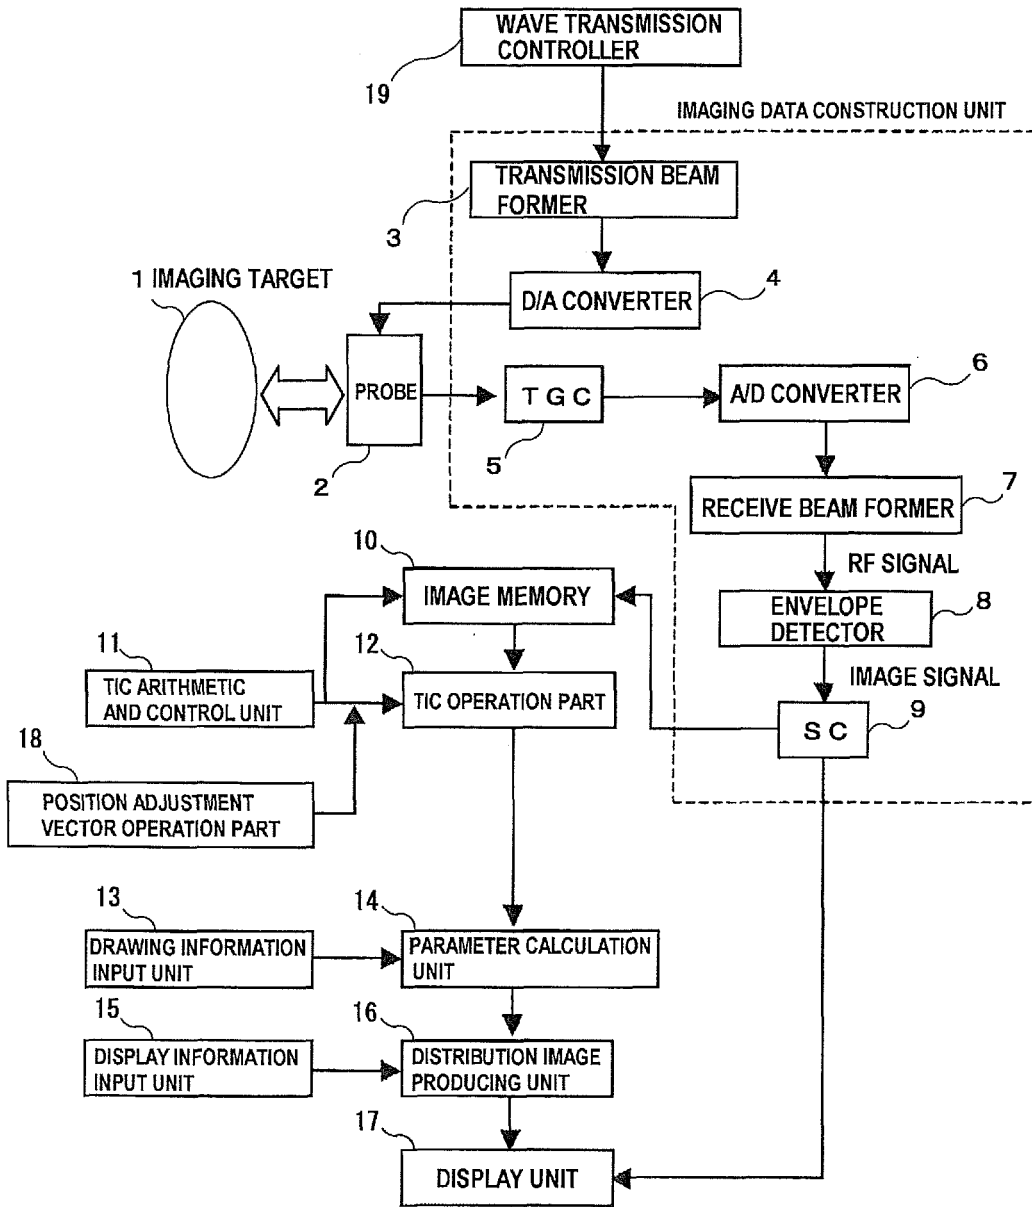 WAVE TRANSMISSION
CONTROLLER
19
IMAGING DATA CONSTRUCTION UNIT
TRANSMISSION BEAM
FORMER
3
1 IMAGING TARGET
D/A CONVERTER
4
PROBE
2
T G C
5
A/D CONVERTER
6
RECEIVE BEAM FORMER
7
RF SIGNAL
10
IMAGE MEMORY
ENVELOPE
DETECTOR
8
IMAGE SIGNAL
11
TIC ARITHMETIC
AND CONTROL UNIT
12
TIC OPERATION PART
S C
9
18
POSITION ADJUSTMENT
VECTOR OPERATION PART
13
DRAWING INFORMATION
INPUT UNIT
14
PARAMETER CALCULATION
UNIT
15
DISPLAY INFORMATION
INPUT UNIT
16
DISTRIBUTION IMAGE
PRODUCING UNIT
17
DISPLAY UNIT